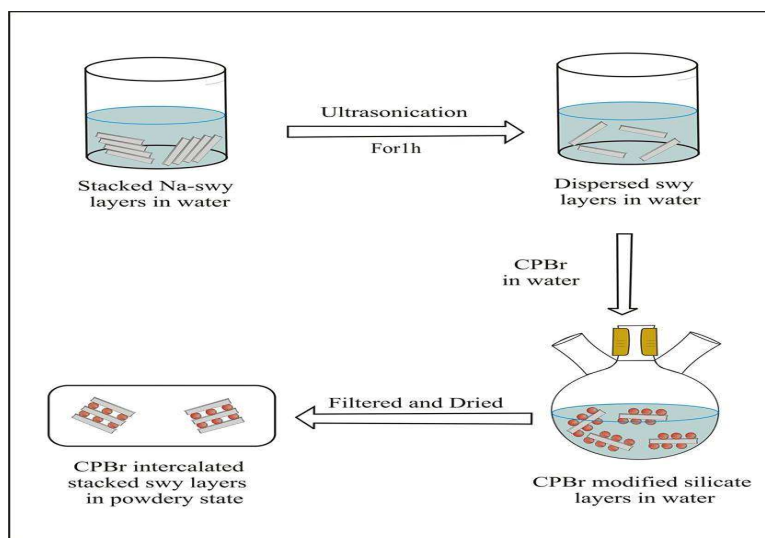 Ultrasonication
For1h
Stacked Na-swy
layers in water
Dispersed swy
layers in water
CPBr
in water
Filtered and Dried
CPBr intercalated
stacked swy layers
in powdery state
CPBr modified silicate
layers in water